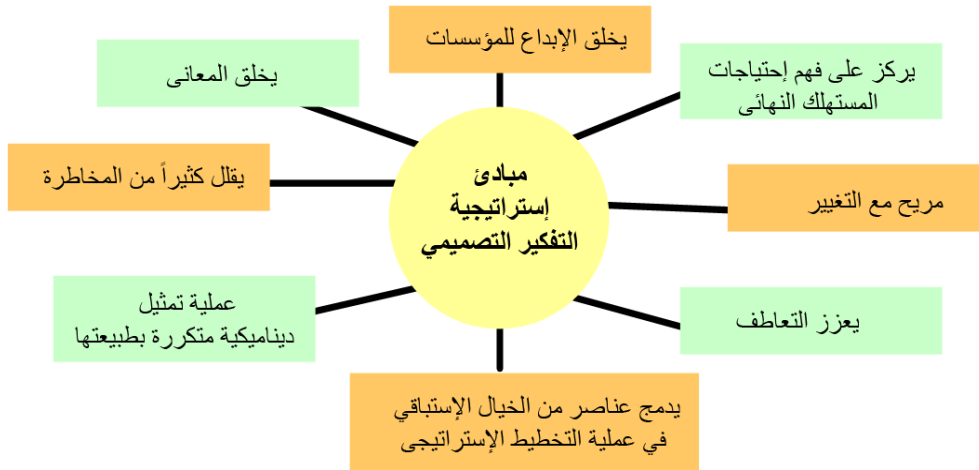 يخلق الإبداع للمؤسسات
يركز على فهم إحتياجات
المستهلك النهائى
يخلق المعانى
مبادئ
إستراتيجية
التفكير التصميمي
يقلل كثيراً من المخاطرة
مريح مع التغيير
عملية تمثيل
ديناميكية متكررة بطبيعتها
يعزز التعاطف
يدمج عناصر من الخيال الإستباقي
في عملية التخطيط الإستراتيجى